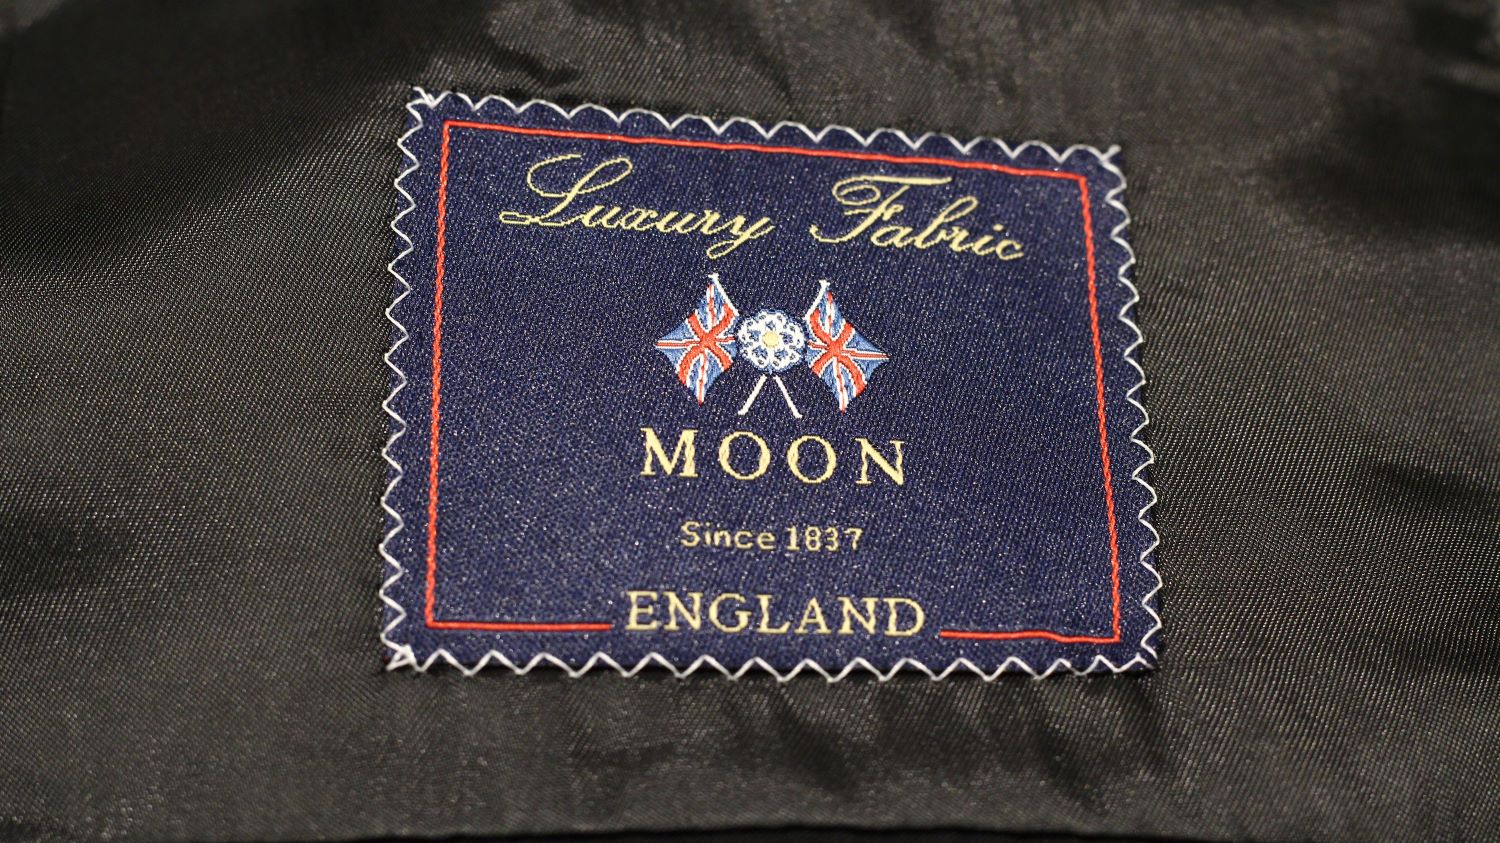 Luxury Fabric
MOON
Since 1837
ENGLAND